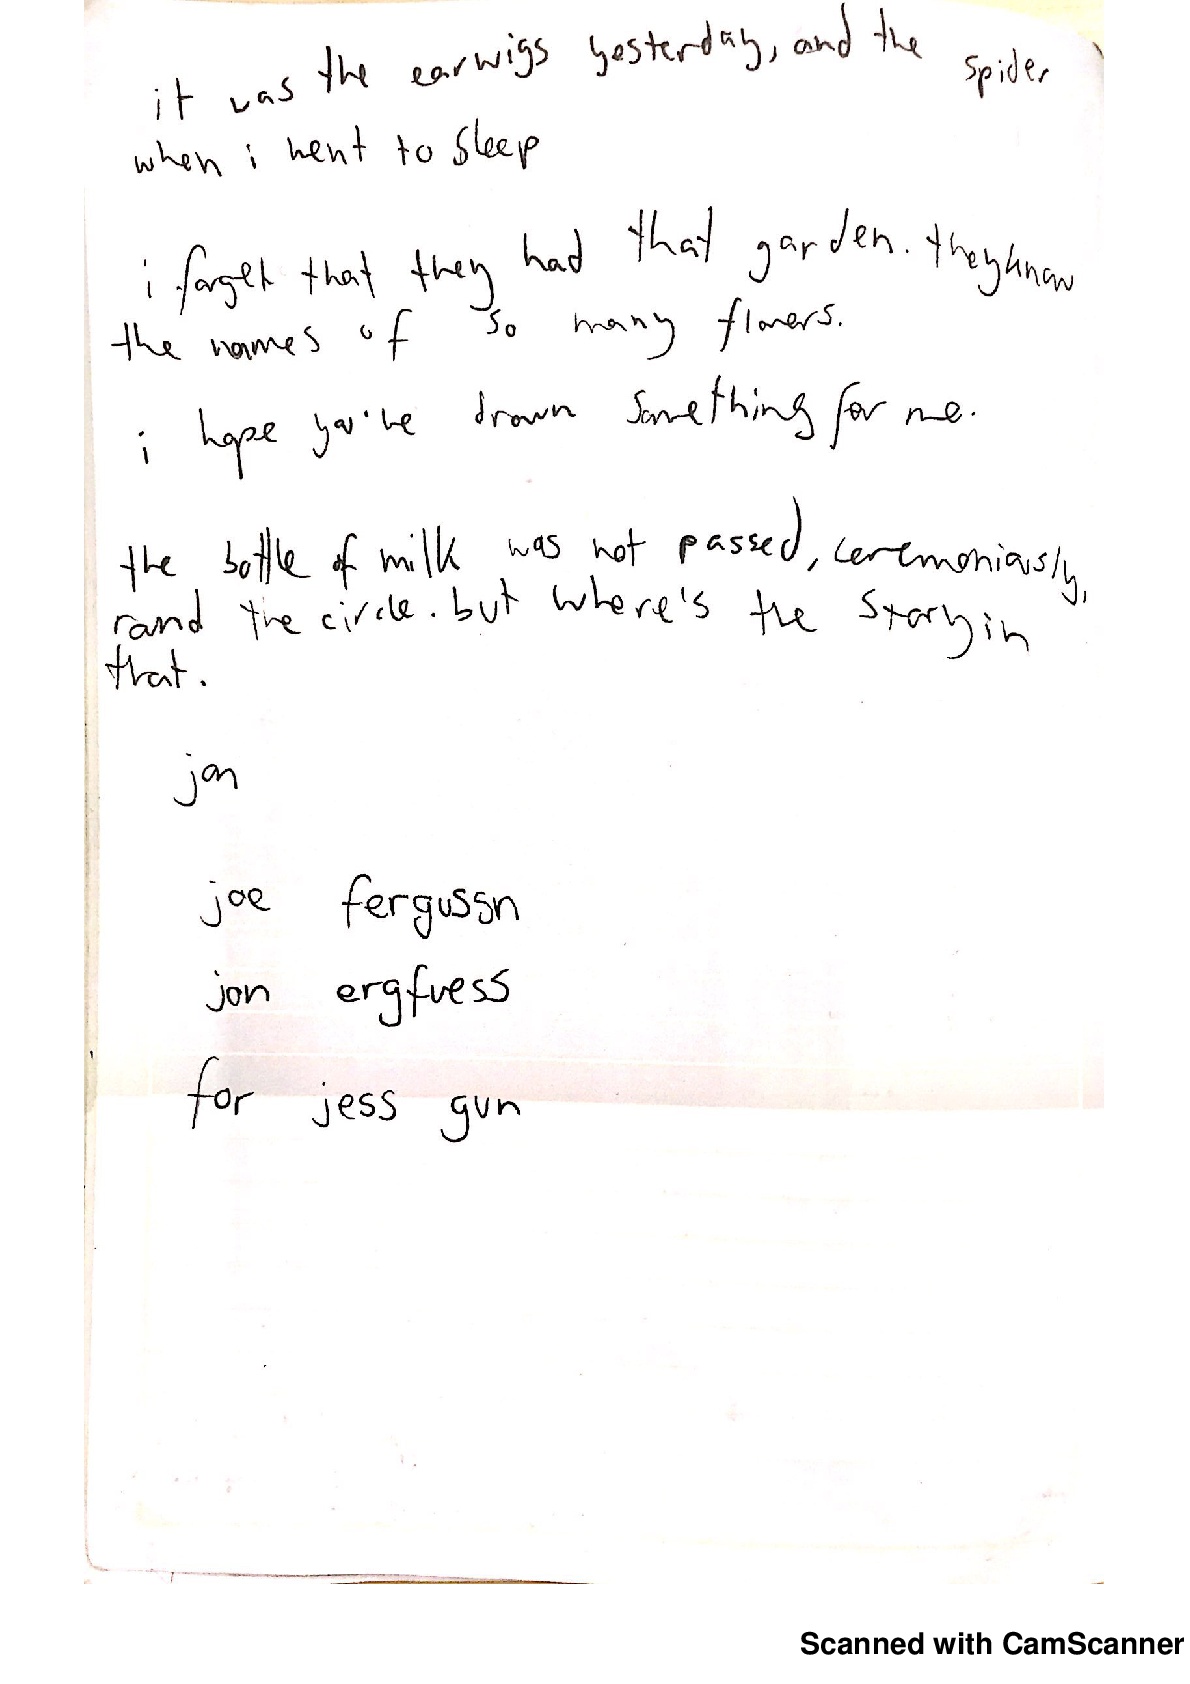 it was the earwigs yesterday, and the spider
when i went to sleep
i forget that they had that garden. they know
the names of so many flowers.
i hope you've drawn something for me.
the bottle of milk was not passed, ceremoniously,
round the circle. but where's the story in
that.
jon
joe fergussn
jon ergfuess
for jess gun
Scanned with CamScanner